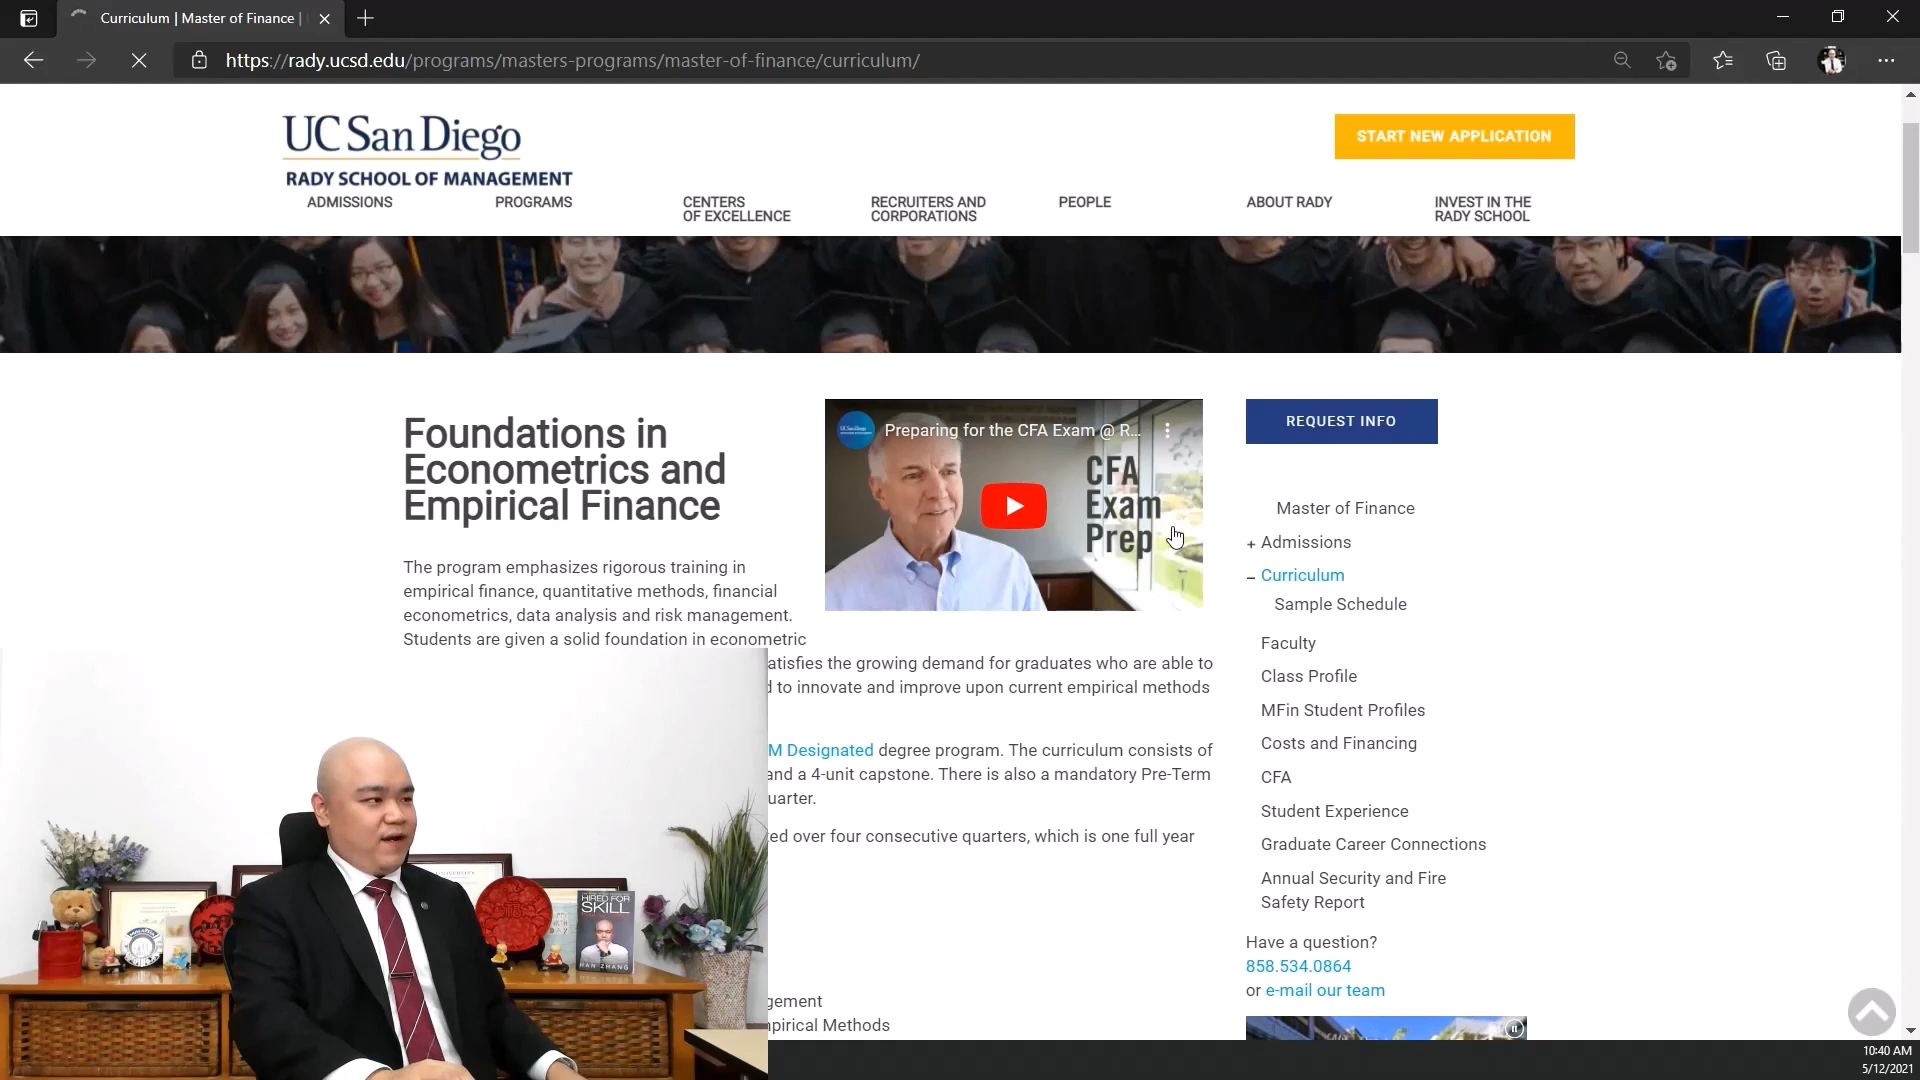 Curriculum | Master of Finance |
https://rady.ucsd.edu/programs/masters-programs/master-of-finance/curriculum/
UC San Diego
RADY SCHOOL OF MANAGEMENT
START NEW APPLICATION
ADMISSIONS
PROGRAMS
CENTERS
OF EXCELLENCE
RECRUITERS AND
CORPORATIONS
PEOPLE
ABOUT RADY
INVEST IN THE
RADY SCHOOL
Foundations in
Econometrics and
Empirical Finance
The program emphasizes rigorous training in
empirical finance, quantitative methods, financial
econometrics, data analysis and risk management.
Students are given a solid foundation in econometric
atisfies the growing demand for graduates who are able to
d to innovate and improve upon current empirical methods
M Designated degree program. The curriculum consists of
and a 4-unit capstone. There is also a mandatory Pre-Term
uarter.
ed over four consecutive quarters, which is one full year
gement
pirical Methods
Preparing for the CFA Exam @ R...
CFA
Exam
Prep
REQUEST INFO
Master of Finance
+ Admissions
– Curriculum
Sample Schedule
Faculty
Class Profile
MFin Student Profiles
Costs and Financing
CFA
Student Experience
Graduate Career Connections
Annual Security and Fire
Safety Report
Have a question?
858.534.0864
or e-mail our team
HIRED FOR
SKILL
HAN ZHANG
10:40 AM
5/12/2021